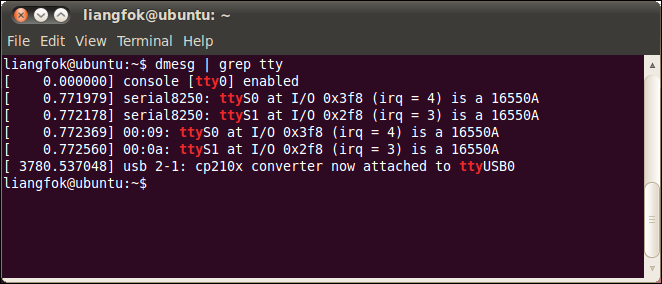 liangfok@ubuntu: ~
File Edit View Terminal Help
liangfok@ubuntu:~$ dmesg | grep tty
[    0.000000] console [tty0] enabled
[    0.771979] serial8250: ttyS0 at I/O 0x3f8 (irq = 4) is a 16550A
[    0.772178] serial8250: ttyS1 at I/O 0x2f8 (irq = 3) is a 16550A
[    0.772369] 00:09: ttyS0 at I/O 0x3f8 (irq = 4) is a 16550A
[    0.772560] 00:0a: ttyS1 at I/O 0x2f8 (irq = 3) is a 16550A
[ 3780.537048] usb 2-1: cp210x converter now attached to ttyUSB0
liangfok@ubuntu:~$